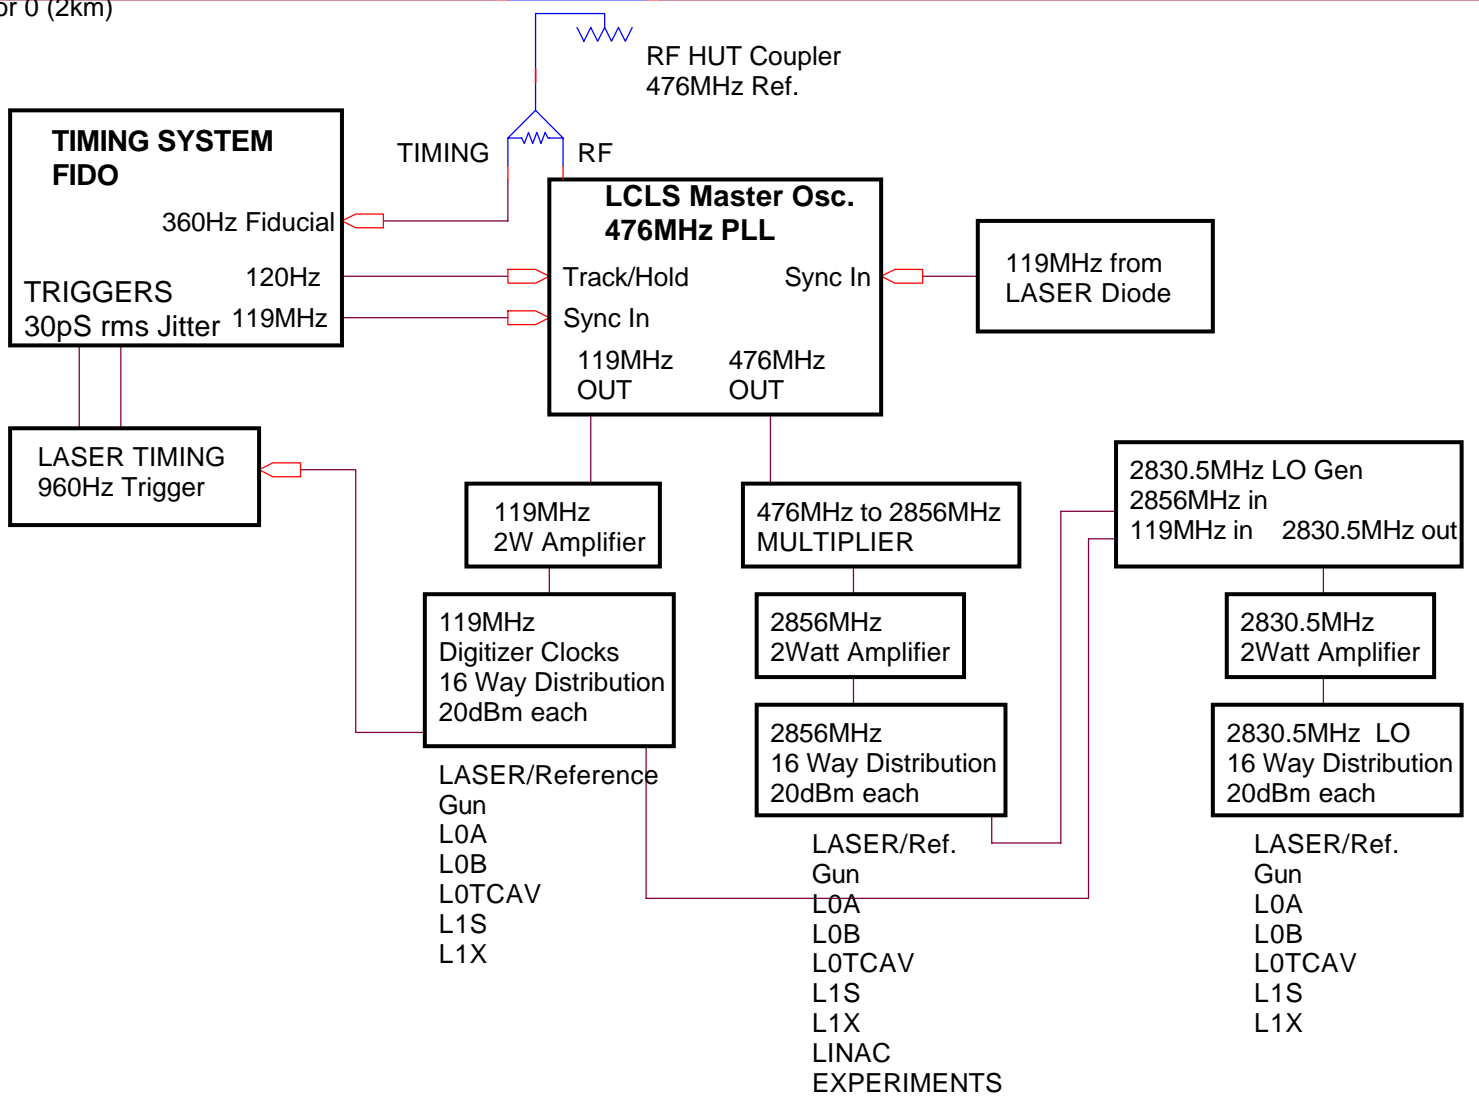 or 0 (2km)
RF HUT Coupler
476MHz Ref.
TIMING
RF
TIMING SYSTEM
FIDO
360Hz Fiducial
120Hz
TRIGGERS
30pS rms Jitter
119MHz
LCLS Master Osc.
476MHz PLL
Track/Hold
Sync In
Sync In
119MHz
OUT
476MHz
OUT
119MHz from
LASER Diode
LASER TIMING
960Hz Trigger
119MHz
2W Amplifier
476MHz to 2856MHz
MULTIPLIER
2830.5MHz LO Gen
2856MHz in
119MHz in 2830.5MHz out
119MHz
Digitizer Clocks
16 Way Distribution
20dBm each
2856MHz
2Watt Amplifier
2830.5MHz
2Watt Amplifier
2856MHz
16 Way Distribution
20dBm each
2830.5MHz LO
16 Way Distribution
20dBm each
LASER/Reference
Gun
L0A
L0B
L0TCAV
L1S
L1X
LASER/Ref.
Gun
L0A
L0B
L0TCAV
L1S
L1X
LINAC
EXPERIMENTS
LASER/Ref.
Gun
L0A
L0B
L0TCAV
L1S
L1X